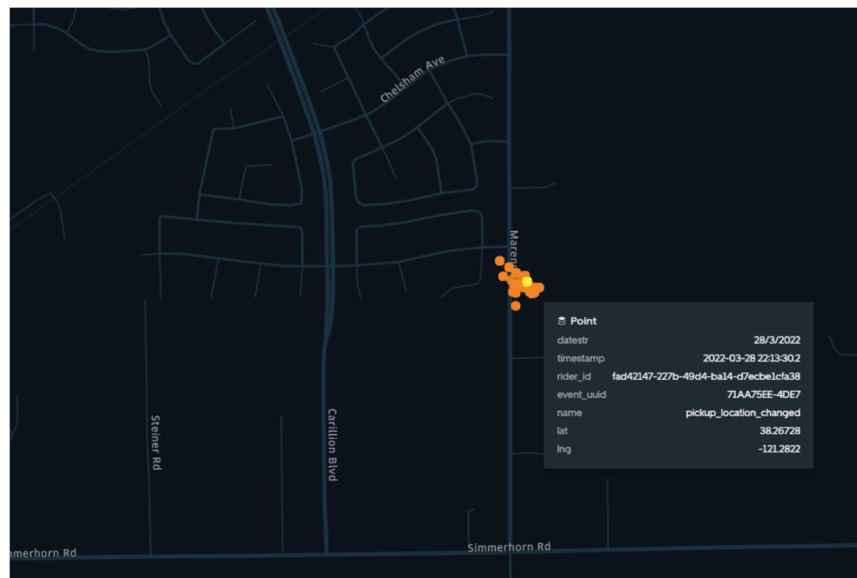 Chelsham Ave
Maren
Point
datestr 28/3/2022
timestamp 2022-03-28 22:13:30.2
rider_id fad42147-227b-49d4-ba14-d7ecbe1cfa38
event_uuid 71AA75EE-4DE7
name pickup_location_changed
lat 38.26728
lng -121.2822
Steiner Rd
Carillion Blvd
mmerhorn Rd
Simmerhorn Rd